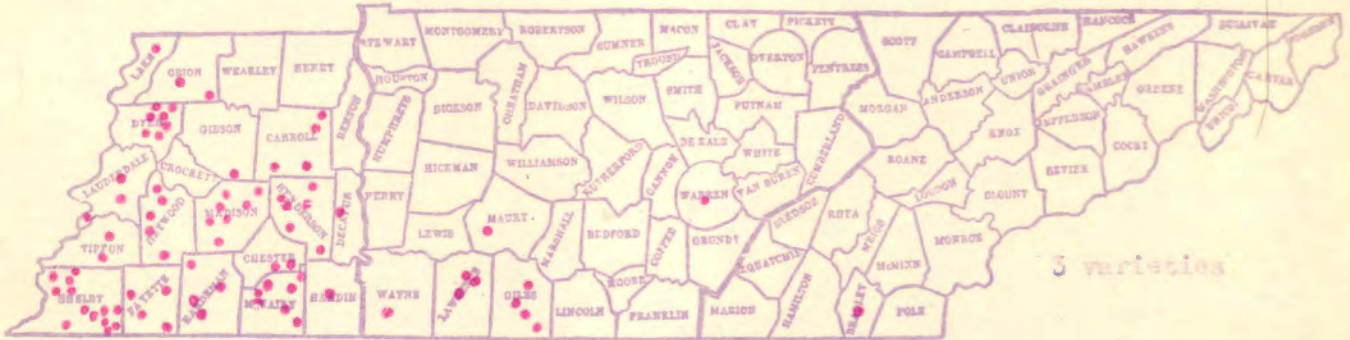 STEWART
MONTGOMERY
ROBERTSON
SUMNER
MACON
CLAY
PICKETT
SCOTT
CAMPBELL
CLAIBORNE
HANCOCK
HAWKINS
SULLIVAN
JOHNSON
LAKE
OBION
WEAKLEY
HENRY
HOUSTON
TROUSD
JACKSON
OVERTON
FENTRESS
UNION
GRAINGER
HAMBLEN
GREENE
WASHINGTON
CARTER
UNICOI
DYER
GIBSON
CARROLL
BENTON
HUMPHREYS
DICKSON
CHEATHAM
DAVIDSON
WILSON
SMITH
PUTNAM
MORGAN
ANDERSON
KNOX
JEFFERSON
COCKE
LAUDERDALE
CROCKETT
HICKMAN
WILLIAMSON
RUTHERFORD
CANNON
DE KALB
WHITE
CUMBERLAND
ROANE
LOUDON
BLOUNT
SEVIER
TIPTON
HAYWOOD
MADISON
HENDERSON
DECATUR
PERRY
LEWIS
MAURY
MARSHALL
BEDFORD
COFFEE
WARREN
VAN BUREN
GRUNDY
BLEDSOE
RHEA
MEIGS
McMINN
MONROE
SHELBY
FAYETTE
HARDEMAN
CHESTER
McNAIRY
HARDIN
WAYNE
LAWRENCE
GILES
LINCOLN
MOORE
FRANKLIN
MARION
SEQUATCHIE
HAMILTON
BRADLEY
POLK
3 varieties